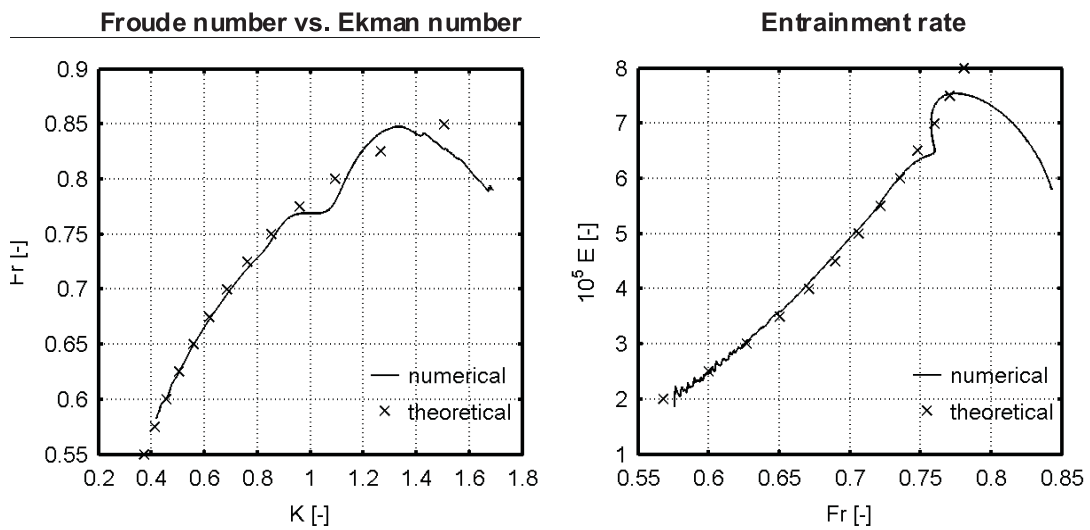 Froude number vs. Ekman number
0.9
0.85
0.8
0.75
0.7
0.65
0.6
0.55
Fr [-]
0.2 0.4 0.6 0.8 1 1.2 1.4 1.6 1.8
K [-]
numerical
theoretical
Entrainment rate
8
7
6
5
4
3
2
1
10⁵ E [-]
0.55 0.6 0.65 0.7 0.75 0.8 0.85
Fr [-]
numerical
theoretical